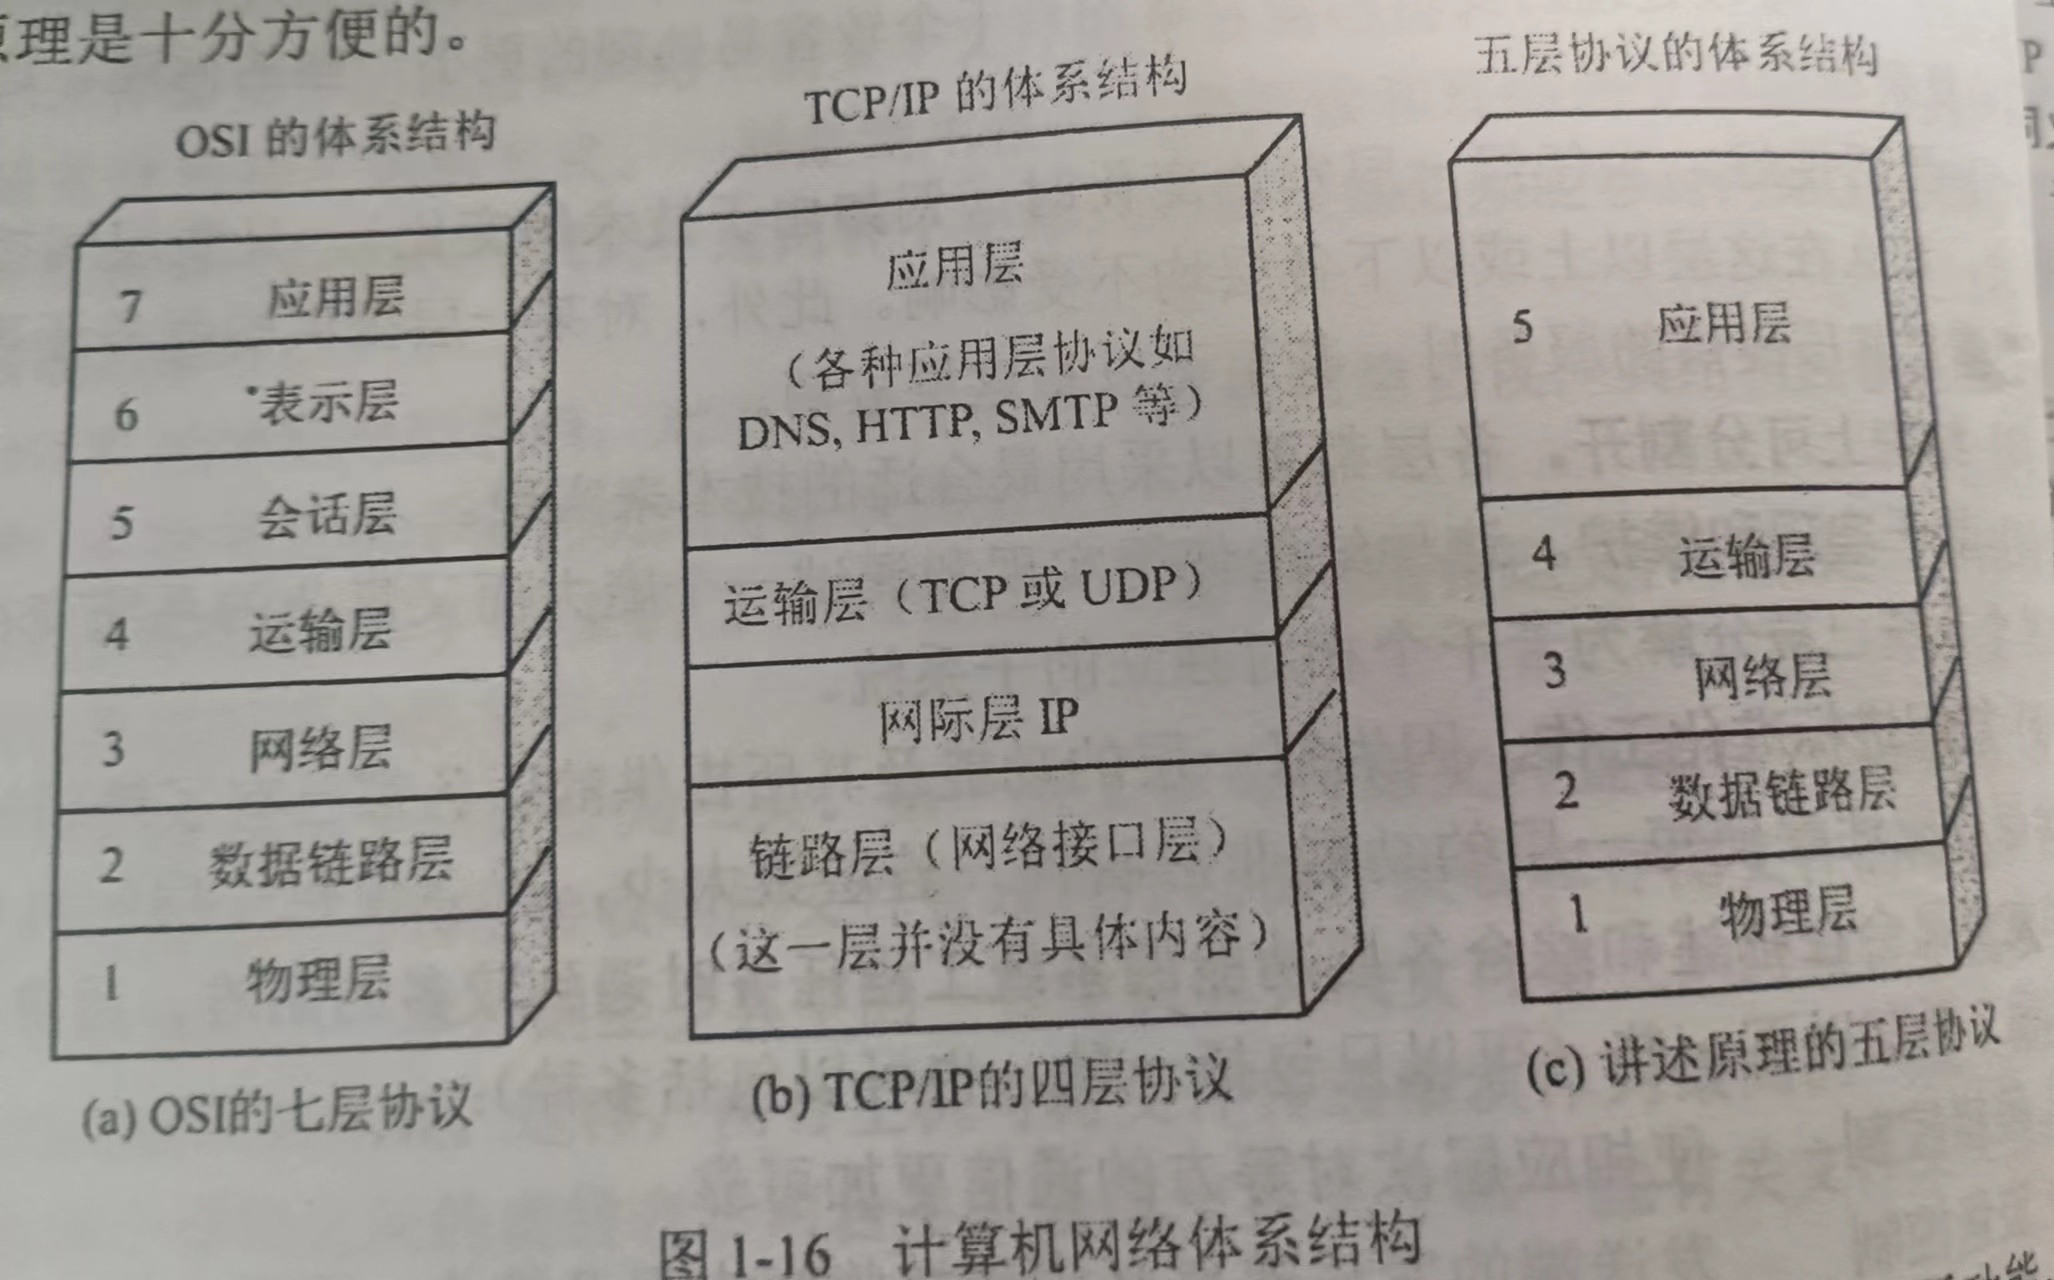 理是十分方便的。
OSI 的体系结构
7 应用层
6 表示层
5 会话层
4 运输层
3 网络层
2 数据链路层
1 物理层
(a) OSI的七层协议
TCP/IP 的体系结构
应用层
（各种应用层协议如
DNS, HTTP, SMTP 等）
运输层（TCP 或 UDP）
网际层 IP
链路层（网络接口层）
（这一层并没有具体内容）
(b) TCP/IP的四层协议
五层协议的体系结构
5 应用层
4 运输层
3 网络层
2 数据链路层
1 物理层
(c) 讲述原理的五层协议
图 1-16 计算机网络体系结构